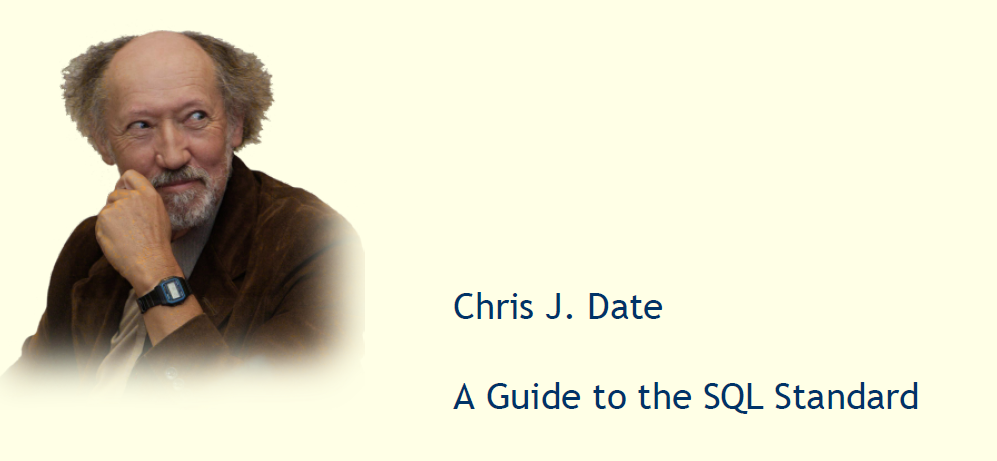 Chris J. Date
A Guide to the SQL Standard